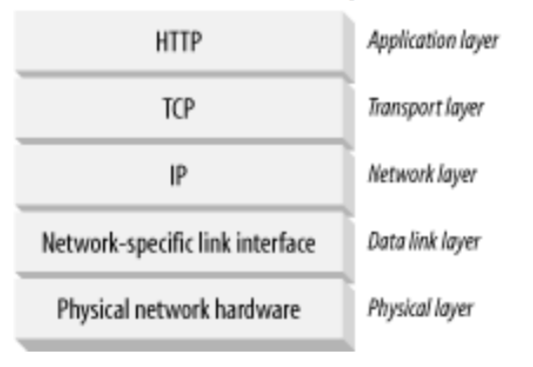 HTTP Application layer
TCP Transport layer
IP Network layer
Network-specific link interface Data link layer
Physical network hardware Physical layer